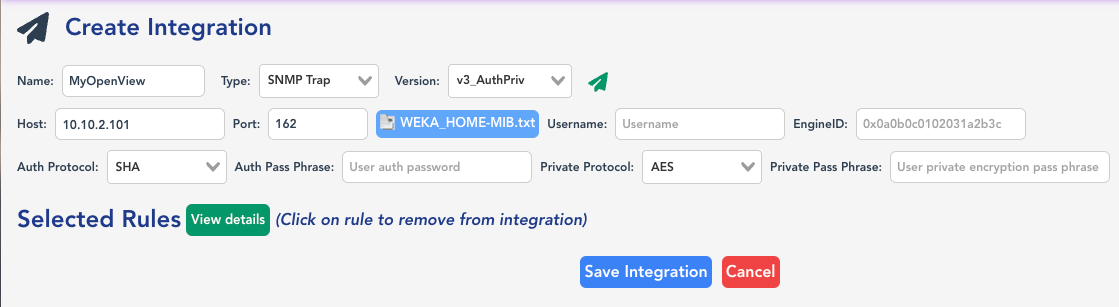 Create Integration
Name: MyOpenView Type: SNMP Trap Version: v3_AuthPriv
Host: 10.10.2.101 Port: 162 WEKA_HOME-MIB.txt Username: Username EngineID: 0x0a0b0c0102031a2b3c
Auth Protocol: SHA Auth Pass Phrase: User auth password Private Protocol: AES Private Pass Phrase: User private encryption pass phrase
Selected Rules View details (Click on rule to remove from integration)
Save Integration Cancel